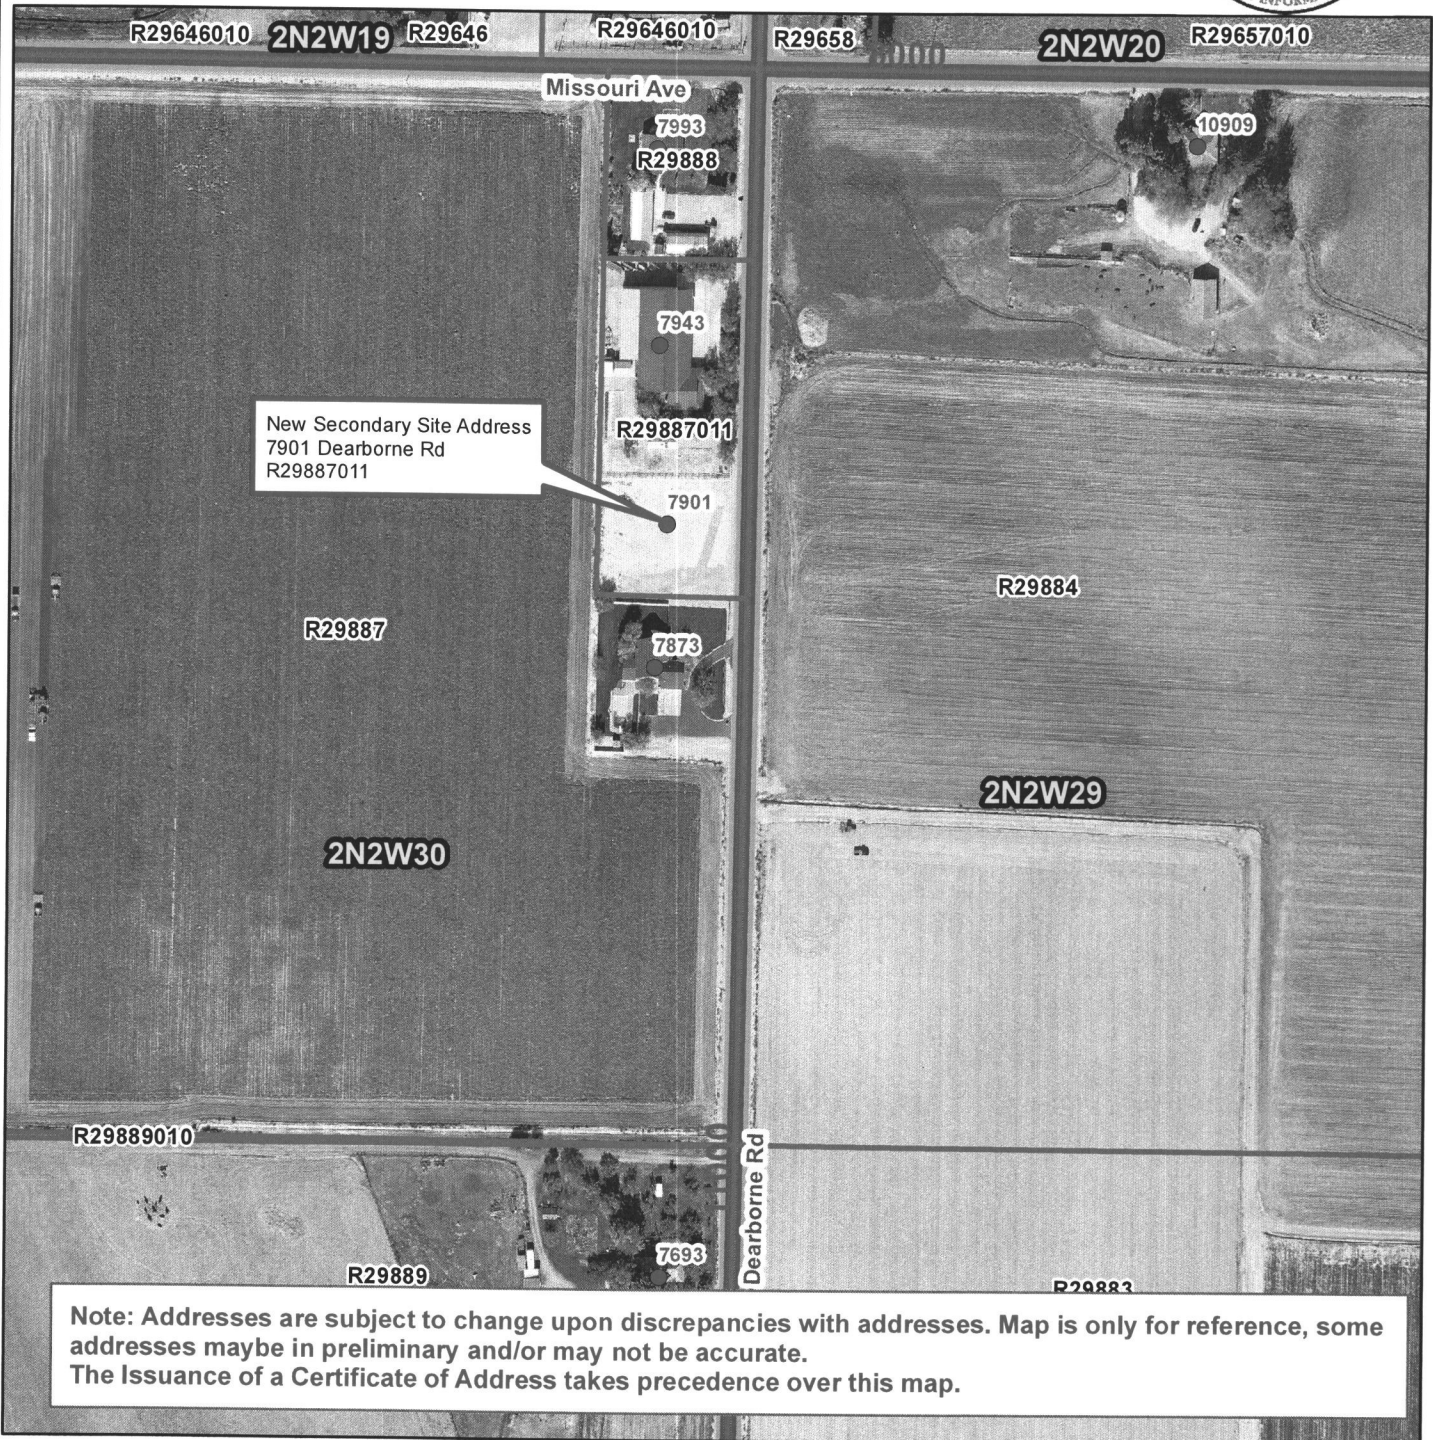 INFORM
R29646010
2N2W19
R29646
R29646010
R29658
2N2W20
R29657010
Missouri Ave
7993
10909
R29888
7943
New Secondary Site Address
7901 Dearborne Rd
R29887011
R29887011
7901
R29884
R29887
7873
2N2W29
2N2W30
R29889010
Dearborne Rd
7693
R29889
R29883
Note: Addresses are subject to change upon discrepancies with addresses. Map is only for reference, some
addresses maybe in preliminary and/or may not be accurate.
The Issuance of a Certificate of Address takes precedence over this map.